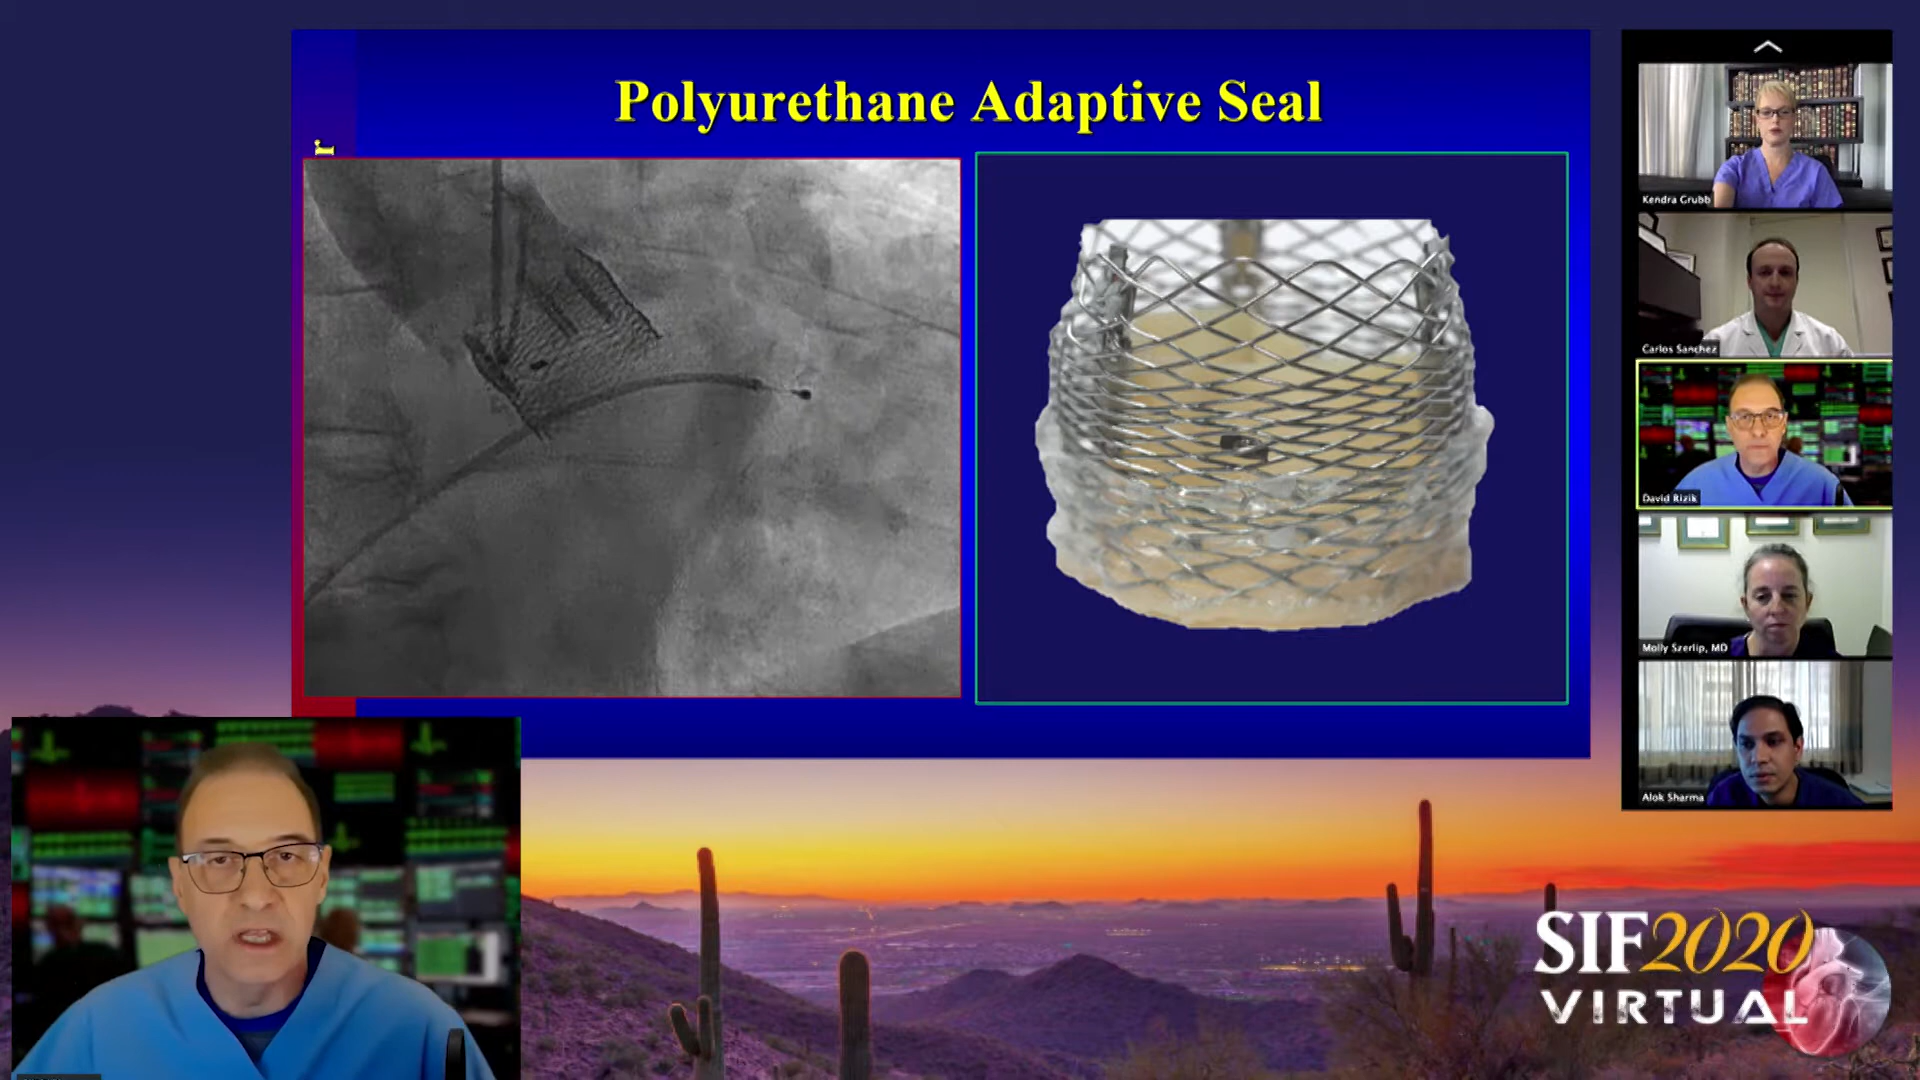 Polyurethane Adaptive Seal
r
Kendra Grubb
Carlos Sanchez
David Rizik
Molly Szerlip, MD
Alok Sharma
SIF2020
VIRTUAL